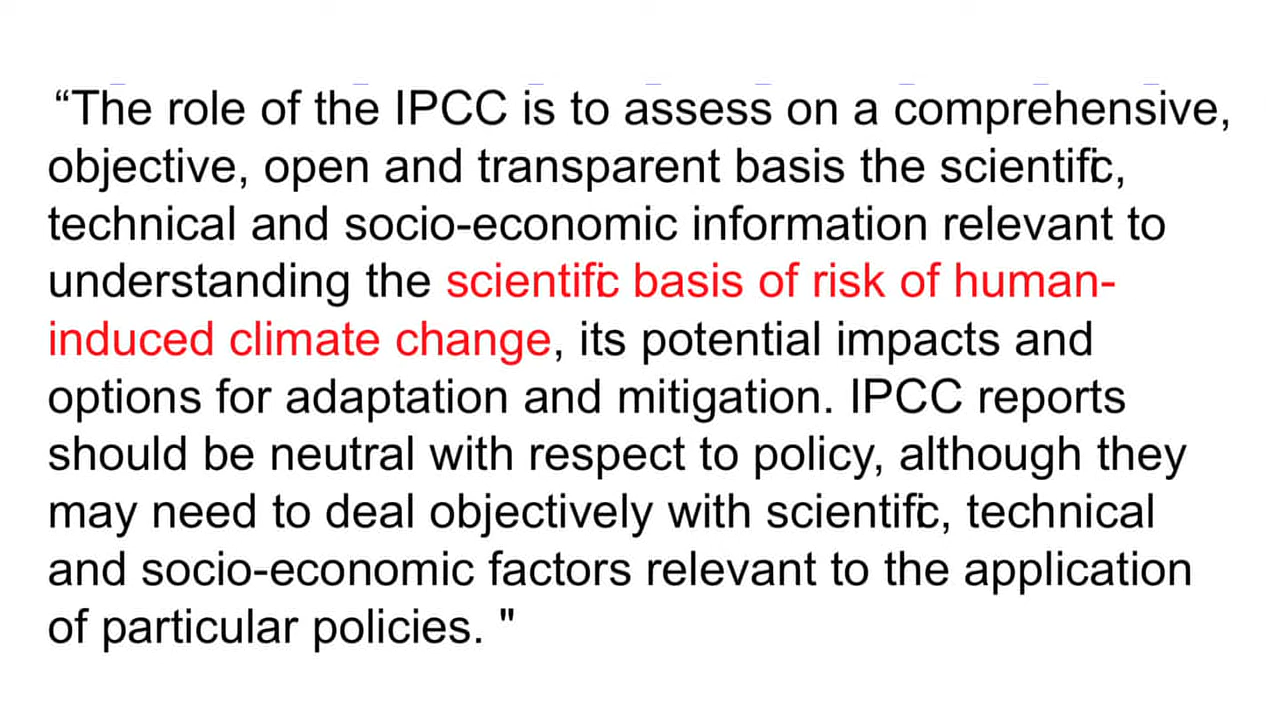 “The role of the IPCC is to assess on a comprehensive,
objective, open and transparent basis the scientific,
technical and socio-economic information relevant to
understanding the scientific basis of risk of human-
induced climate change, its potential impacts and
options for adaptation and mitigation. IPCC reports
should be neutral with respect to policy, although they
may need to deal objectively with scientific, technical
and socio-economic factors relevant to the application
of particular policies. "